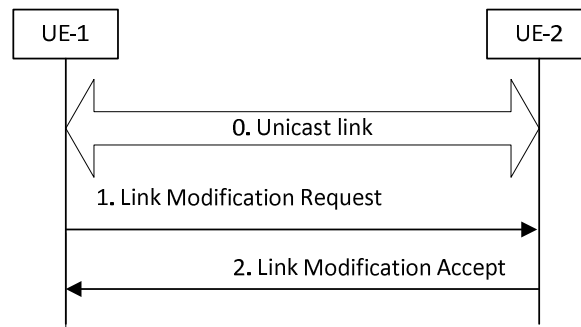 UE-1
UE-2
0. Unicast link
1. Link Modification Request
2. Link Modification Accept